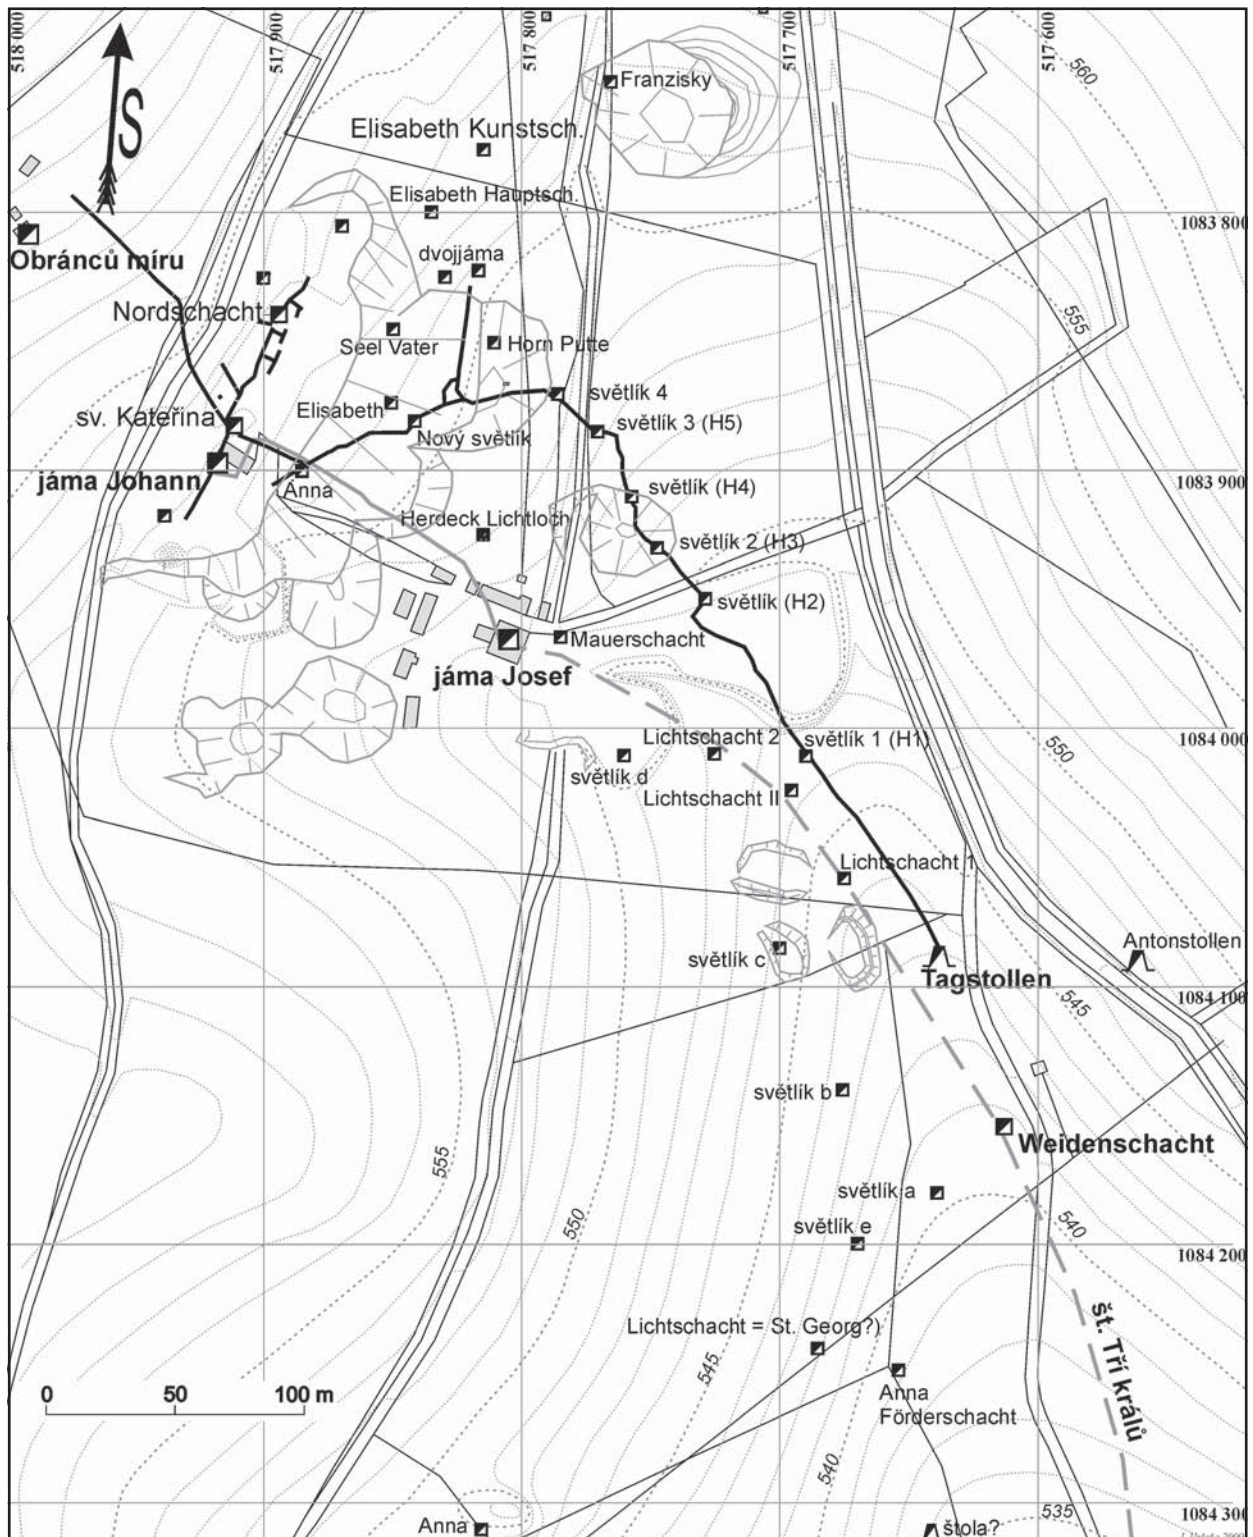 518 000
517 900
517 800
517 700
517 600
560
S
Franzisky
Elisabeth Kunstsch.
Elisabeth Hauptsch.
1083 800
Obránců míru
dvojjáma
Nordschacht
555
Seel Vater
Horn Putte
světlík 4
Elisabeth
sv. Kateřina
světlík 3 (H5)
Nový světlík
jáma Johann
Anna
světlík (H4)
1083 900
Herdeck Lichtloch
světlík 2 (H3)
světlík (H2)
Mauerschacht
jáma Josef
Lichtschacht 2
světlík 1 (H1)
1084 000
550
světlík d
Lichtschacht II
Lichtschacht 1
světlík c
Antonstollen
Tagstollen
1084 100
545
světlík b
Weidenschacht
555
světlík a
550
světlík e
540
1084 200
Lichtschacht = St. Georg?)
št. Tří králů
545
0 50 100 m
Anna
Förderschacht
540
535
1084 300
Anna
štola?